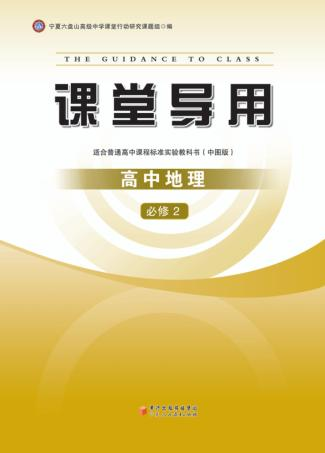 宁夏六盘山高级中学课堂行动研究课题组◎编
THE GUIDANCE TO CLASS
课堂导用
适合普通高中课程标准实验教科书（中图版）
高中地理
必修 2